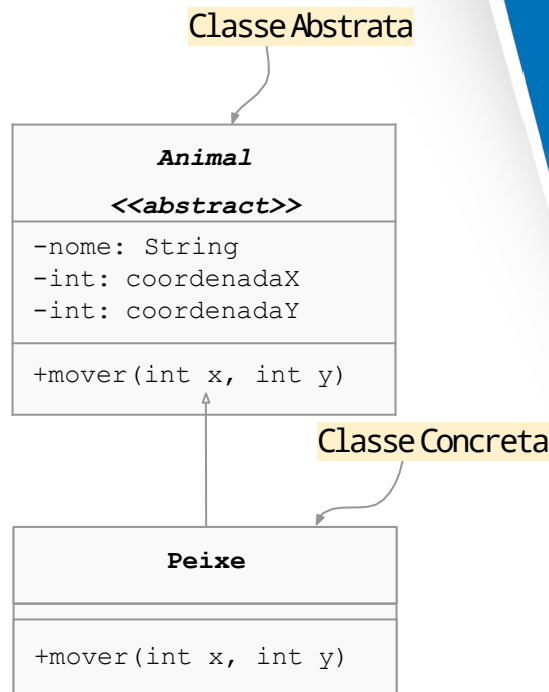 Classe Abstrata
Animal
<<abstract>>
-nome: String
-int: coordenadaX
-int: coordenadaY
+mover(int x, int y)
Classe Concreta
Peixe
+mover(int x, int y)